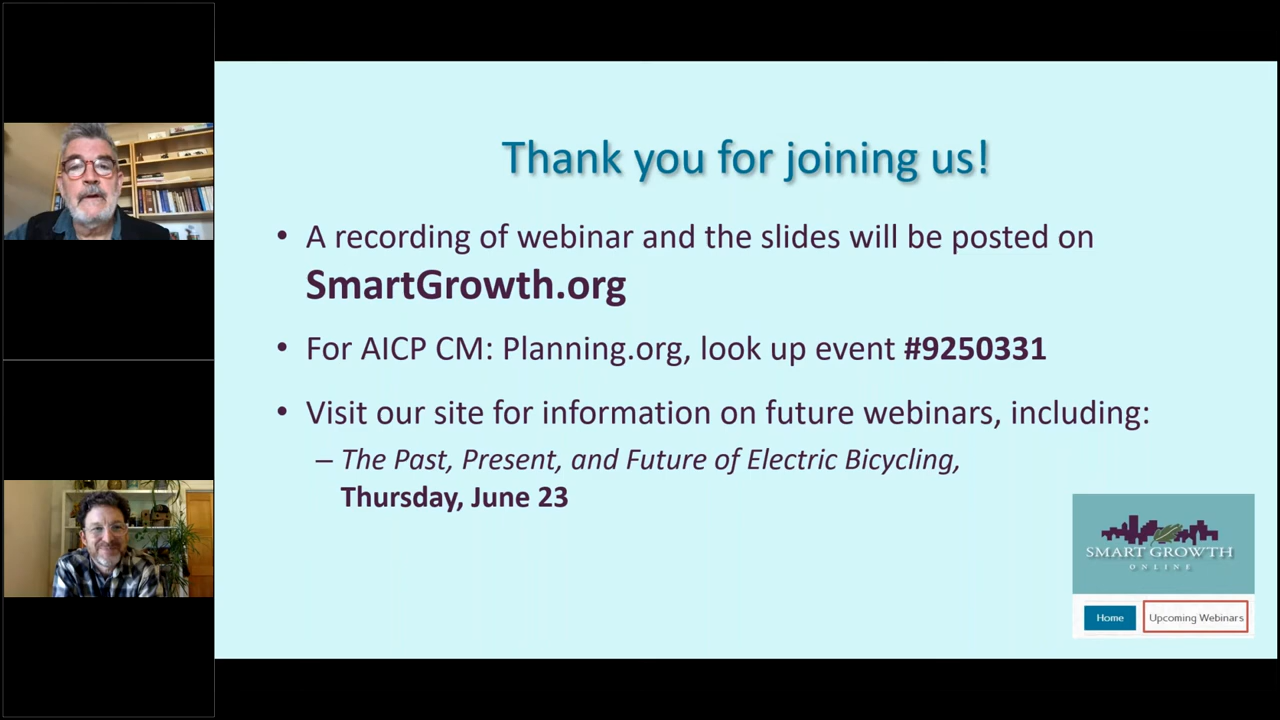 Thank you for joining us!
• A recording of webinar and the slides will be posted on
SmartGrowth.org
• For AICP CM: Planning.org, look up event #9250331
• Visit our site for information on future webinars, including:
– The Past, Present, and Future of Electric Bicycling,
Thursday, June 23
SMART GROWTH
ONLINE
Home
Upcoming Webinars